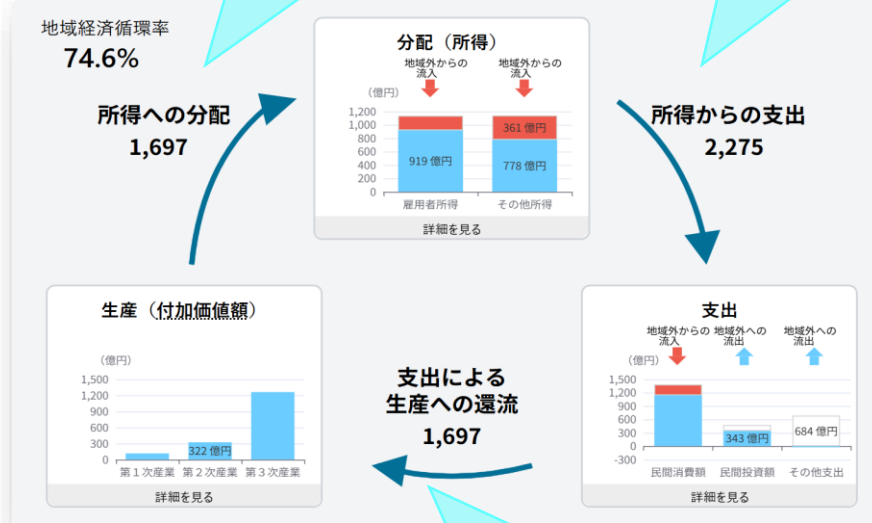 地域経済循環率
74.6%
分配（所得）
地域外からの
流入
地域外からの
流入
（億円）
1,200
1,000
800
600
400
200
0
919 億円
361 億円
778 億円
雇用者所得
その他所得
詳細を見る
所得への分配
1,697
所得からの支出
2,275
生産（付加価値額）
（億円）
1,500
1,200
900
600
300
0
322 億円
第１次産業
第２次産業
第３次産業
詳細を見る
支出による
生産への還流
1,697
支出
地域外からの
流入
地域外への
流出
地域外への
流出
（億円）
1,500
1,200
900
600
300
0
-300
343 億円
684 億円
民間消費額
民間投資額
その他支出
詳細を見る